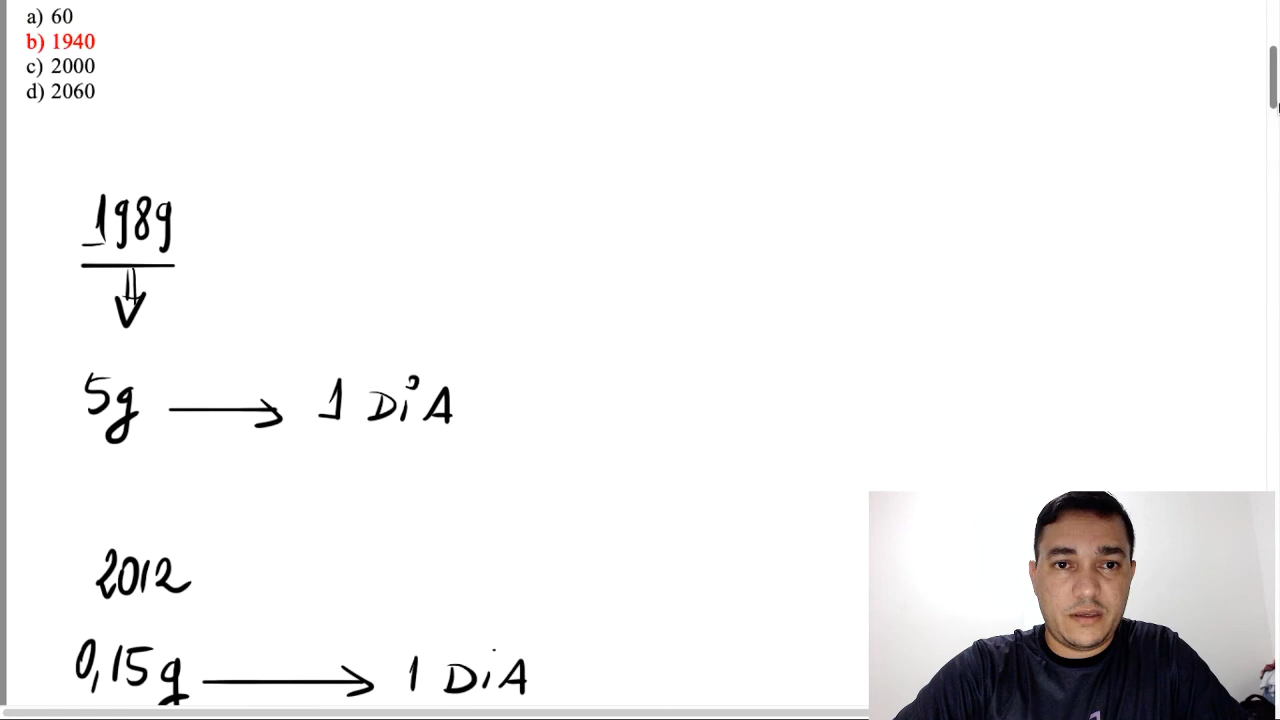 a) 60
b) 1940
c) 2000
d) 2060
1989
5g → 1 DiA
2012
0,15g → 1 DiA